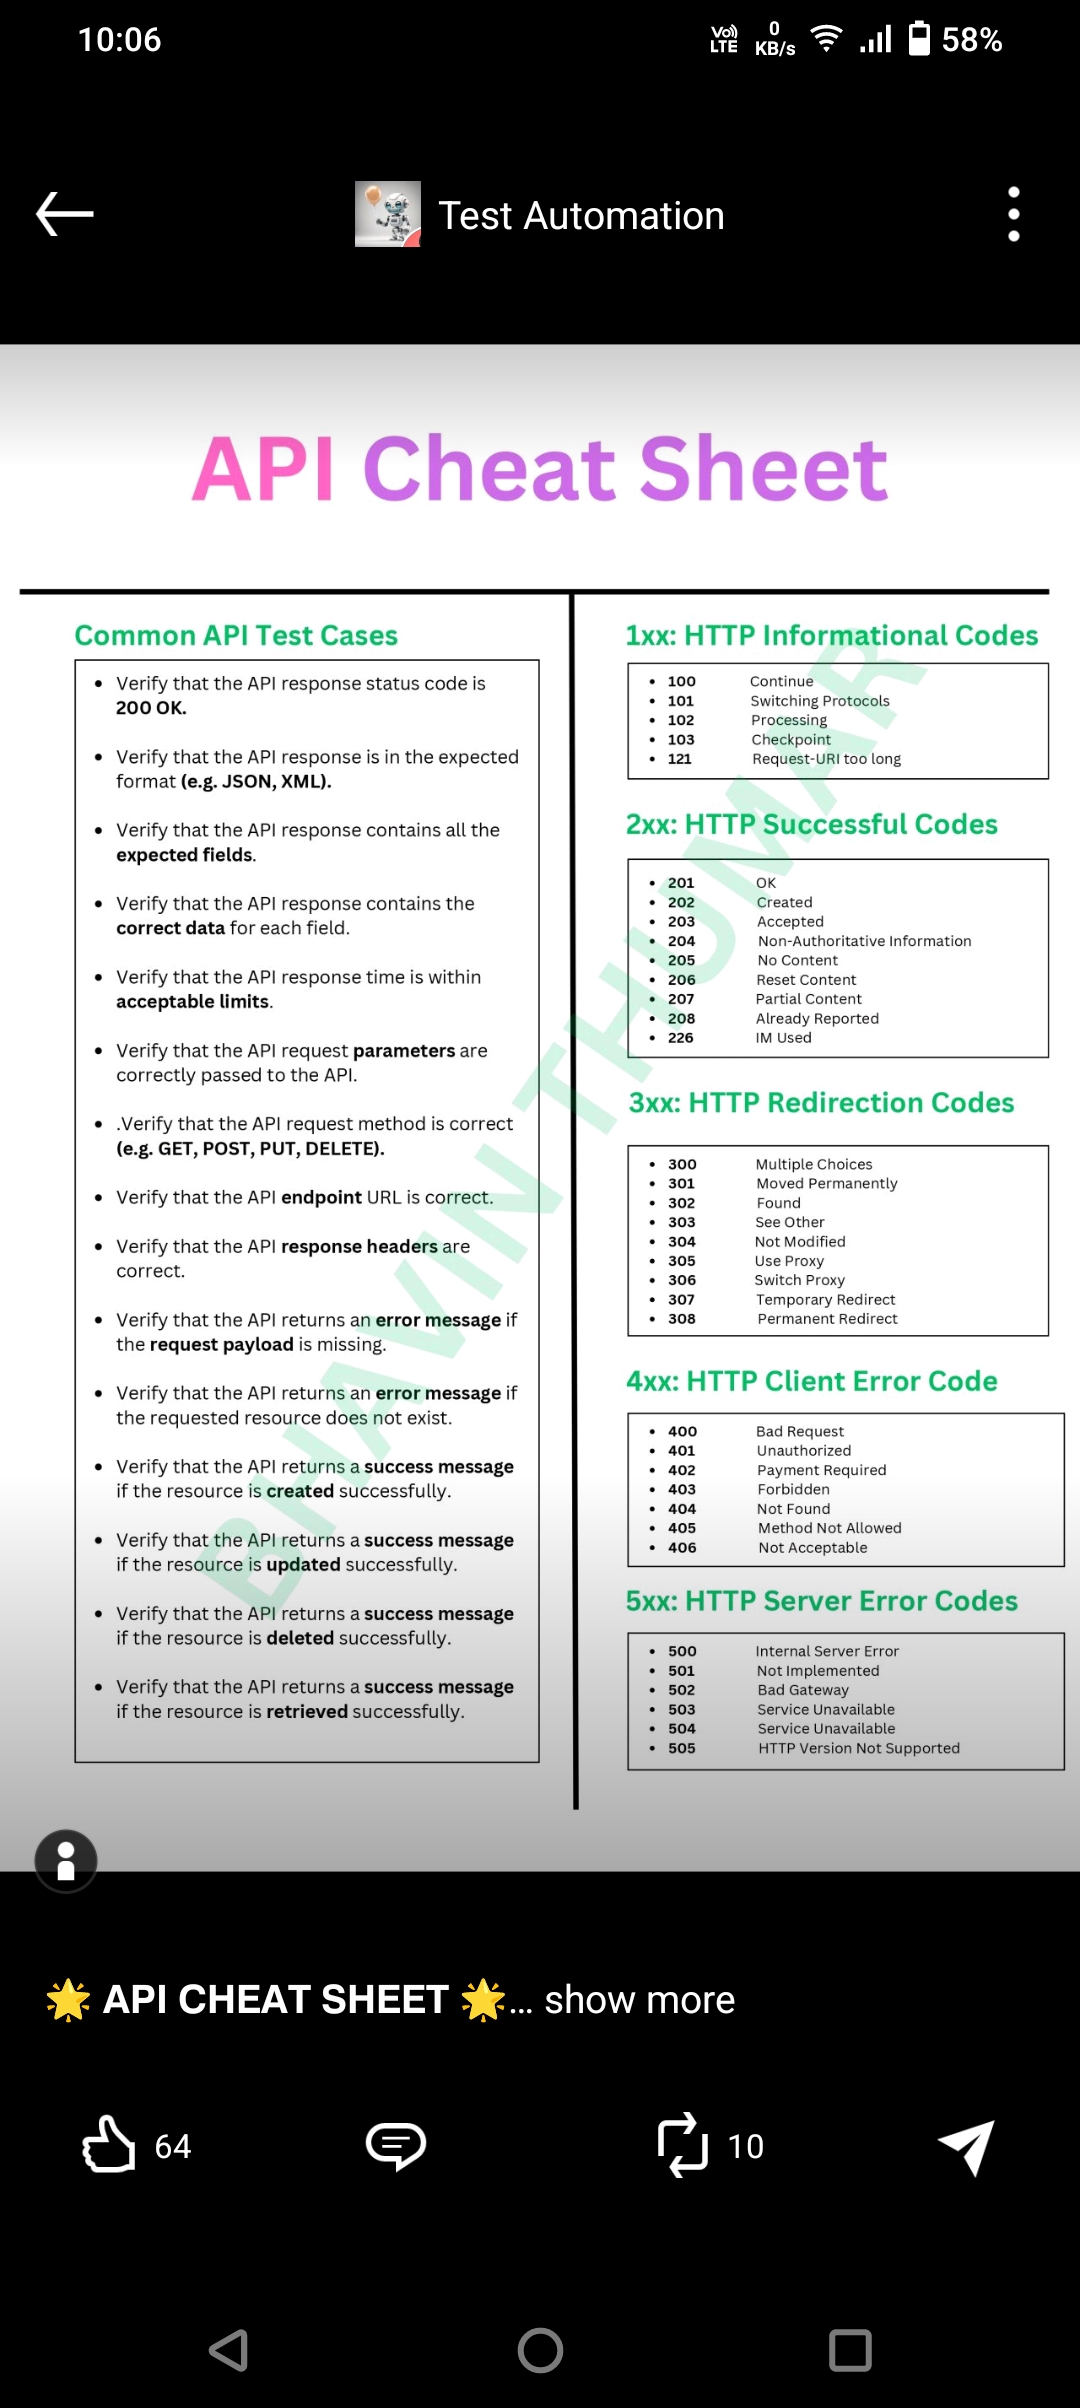 10:06
Vo))
LTE
0
KB/s
58%
Test Automation
API Cheat Sheet
Common API Test Cases
• Verify that the API response status code is
200 OK.
• Verify that the API response is in the expected
format (e.g. JSON, XML).
• Verify that the API response contains all the
expected fields.
• Verify that the API response contains the
correct data for each field.
• Verify that the API response time is within
acceptable limits.
• Verify that the API request parameters are
correctly passed to the API.
• .Verify that the API request method is correct
(e.g. GET, POST, PUT, DELETE).
• Verify that the API endpoint URL is correct.
• Verify that the API response headers are
correct.
• Verify that the API returns an error message if
the request payload is missing.
• Verify that the API returns an error message if
the requested resource does not exist.
• Verify that the API returns a success message
if the resource is created successfully.
• Verify that the API returns a success message
if the resource is updated successfully.
• Verify that the API returns a success message
if the resource is deleted successfully.
• Verify that the API returns a success message
if the resource is retrieved successfully.
1xx: HTTP Informational Codes
• 100 Continue
• 101 Switching Protocols
• 102 Processing
• 103 Checkpoint
• 121 Request-URI too long
2xx: HTTP Successful Codes
• 201 OK
• 202 Created
• 203 Accepted
• 204 Non-Authoritative Information
• 205 No Content
• 206 Reset Content
• 207 Partial Content
• 208 Already Reported
• 226 IM Used
3xx: HTTP Redirection Codes
• 300 Multiple Choices
• 301 Moved Permanently
• 302 Found
• 303 See Other
• 304 Not Modified
• 305 Use Proxy
• 306 Switch Proxy
• 307 Temporary Redirect
• 308 Permanent Redirect
4xx: HTTP Client Error Code
• 400 Bad Request
• 401 Unauthorized
• 402 Payment Required
• 403 Forbidden
• 404 Not Found
• 405 Method Not Allowed
• 406 Not Acceptable
5xx: HTTP Server Error Codes
• 500 Internal Server Error
• 501 Not Implemented
• 502 Bad Gateway
• 503 Service Unavailable
• 504 Service Unavailable
• 505 HTTP Version Not Supported
BHAVIN THUMAR
🌟 API CHEAT SHEET 🌟... show more
64
10